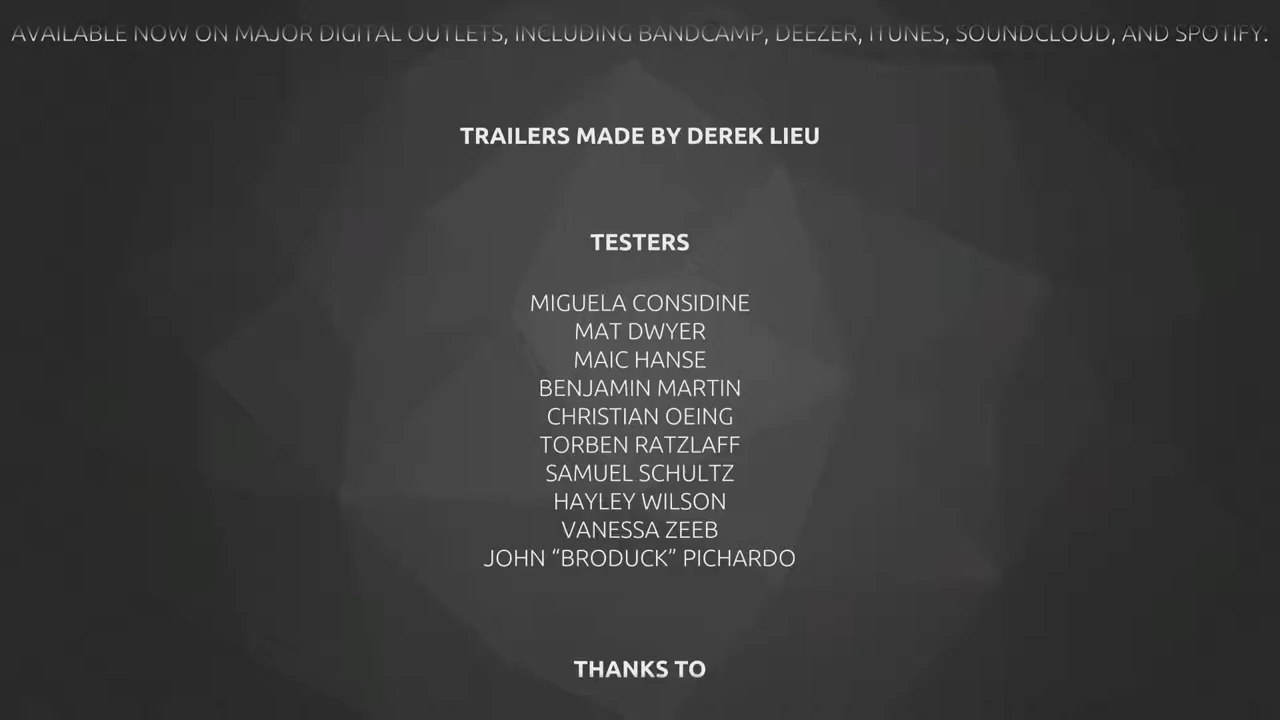 AVAILABLE NOW ON MAJOR DIGITAL OUTLETS, INCLUDING BANDCAMP, DEEZER, ITUNES, SOUNDCLOUD, AND SPOTIFY.
TRAILERS MADE BY DEREK LIEU
TESTERS
MIGUELA CONSIDINE
MAT DWYER
MAIC HANSE
BENJAMIN MARTIN
CHRISTIAN OEING
TORBEN RATZLAFF
SAMUEL SCHULTZ
HAYLEY WILSON
VANESSA ZEEB
JOHN “BRODUCK” PICHARDO
THANKS TO